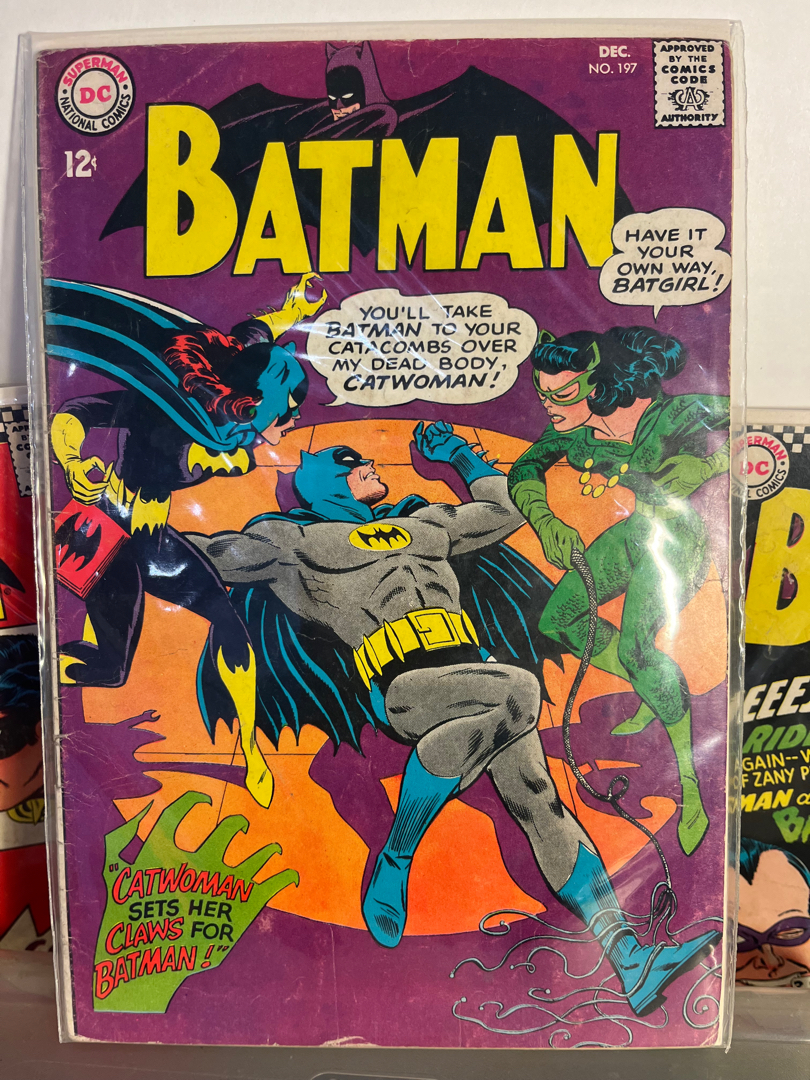 SUPERMAN
DC
NATIONAL COMICS
12¢
DEC.
NO. 197
APPROVED
BY THE
COMICS
CODE
AUTHORITY
BATMAN
HAVE IT
YOUR
OWN WAY,
BATGIRL!
YOU'LL TAKE
BATMAN TO YOUR
CATACOMBS OVER
MY DEAD BODY,
CATWOMAN!
"CATWOMAN
SETS HER
CLAWS FOR
BATMAN!"
DC
COMICS
B